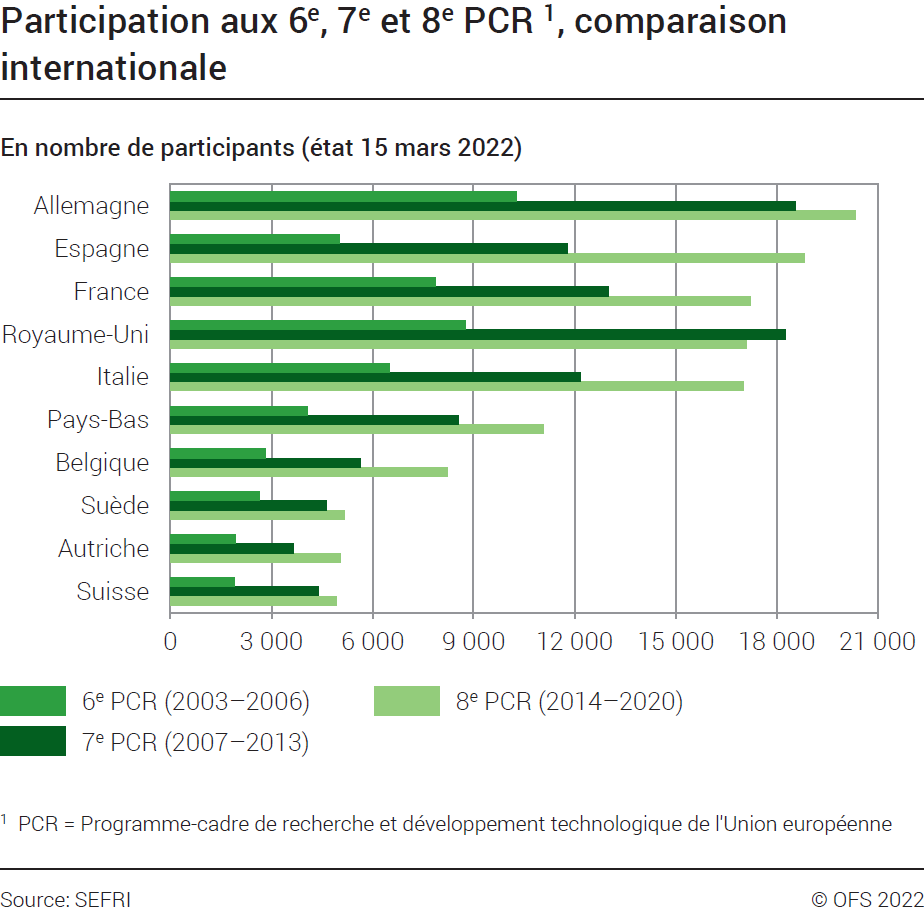 Participation aux 6e, 7e et 8e PCR 1, comparaison
internationale
En nombre de participants (état 15 mars 2022)
Allemagne
Espagne
France
Royaume-Uni
Italie
Pays-Bas
Belgique
Suède
Autriche
Suisse
0 3 000 6 000 9 000 12 000 15 000 18 000 21 000
6e PCR (2003–2006) 8e PCR (2014–2020)
7e PCR (2007–2013)
1 PCR = Programme-cadre de recherche et développement technologique de l'Union européenne
Source: SEFRI © OFS 2022